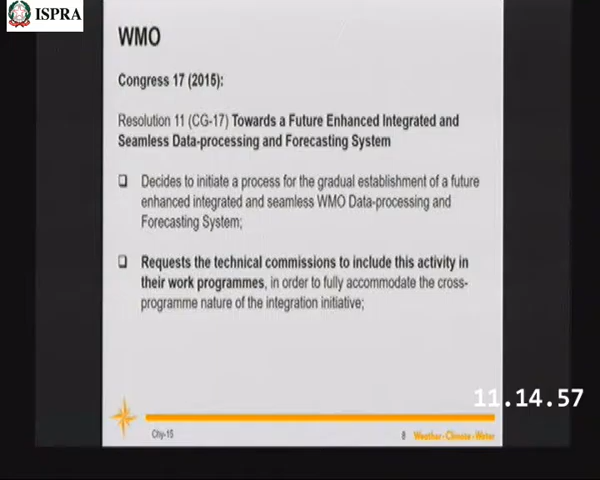 ISPRA
WMO
Congress 17 (2015):
Resolution 11 (CG-17) Towards a Future Enhanced Integrated and
Seamless Data-processing and Forecasting System
Decides to initiate a process for the gradual establishment of a future
enhanced integrated and seamless WMO Data-processing and
Forecasting System;
Requests the technical commissions to include this activity in
their work programmes, in order to fully accommodate the cross-
programme nature of the integration initiative;
11.14.57
Chy-15
8 Weather • Climate • Water